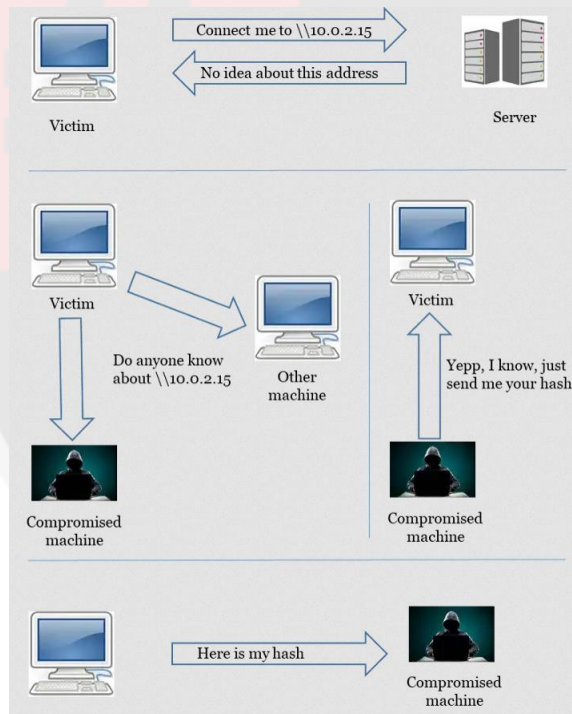 Connect me to \\10.0.2.15
No idea about this address
Victim
Server
Victim
Do anyone know
about \\10.0.2.15
Other
machine
Compromised
machine
Victim
Yepp, I know, just
send me your hash
Compromised
machine
Here is my hash
Compromised
machine